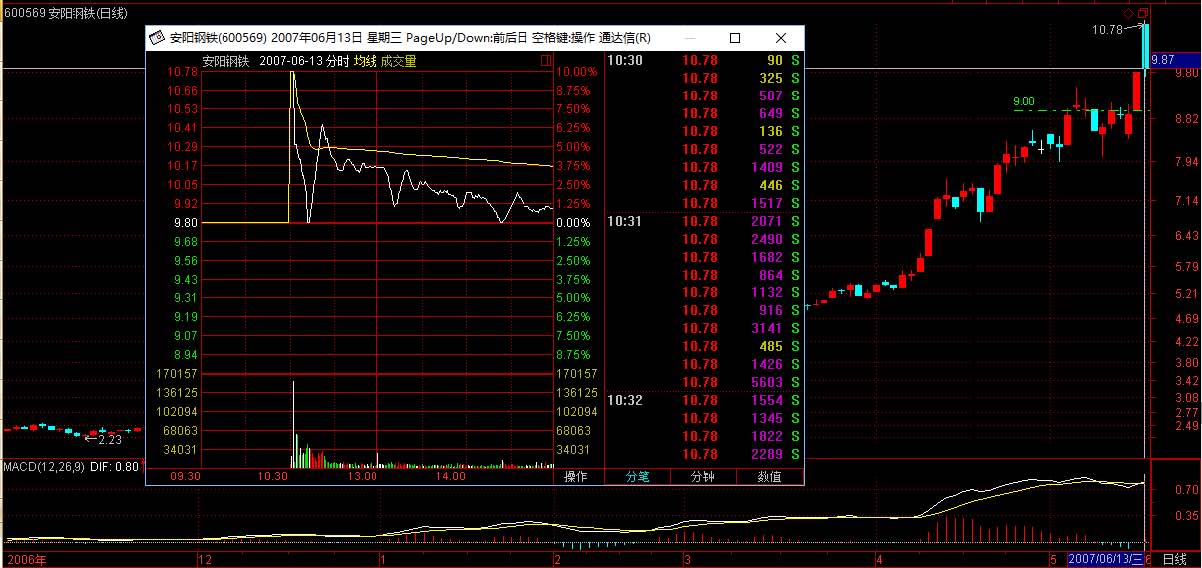 600569 安阳钢铁(日线)
安阳钢铁(600569) 2007年06月13日 星期三 PageUp/Down:前后日 空格键:操作 通达信(R)
安阳钢铁 2007-06-13 分时 均线 成交量
10.78 10.00%
10.66 8.75%
10.53 7.50%
10.41 6.25%
10.29 5.00%
10.17 3.75%
10.05 2.50%
9.92 1.25%
9.80 0.00%
9.68 1.25%
9.56 2.50%
9.43 3.75%
9.31 5.00%
9.19 6.25%
9.07 7.50%
8.94 8.75%
170157 170157
136125 136125
102094 102094
68063 68063
34031 34031
09.30 10.30 13.00 14.00 操作
10:30 10.78 90 S
10.78 325 S
10.78 507 S
10.78 649 S
10.78 136 S
10.78 522 S
10.78 1409 S
10.78 446 S
10.78 1517 S
10:31 10.78 2071 S
10.78 2490 S
10.78 1682 S
10.78 864 S
10.78 1132 S
10.78 916 S
10.78 3141 S
10.78 485 S
10.78 1426 S
10.78 5603 S
10:32 10.78 1554 S
10.78 1345 S
10.78 1822 S
10.78 2289 S
分笔 分钟 数值
10.78
9.00
2.23
9.87
9.80
8.82
7.94
7.14
6.43
5.79
5.21
4.69
4.22
3.80
3.42
3.08
2.77
2.49
MACD(12,26,9) DIF: 0.80
0.70
0.35
2006年 12 1 2 3 4 5 2007/06/13/三 6 日线